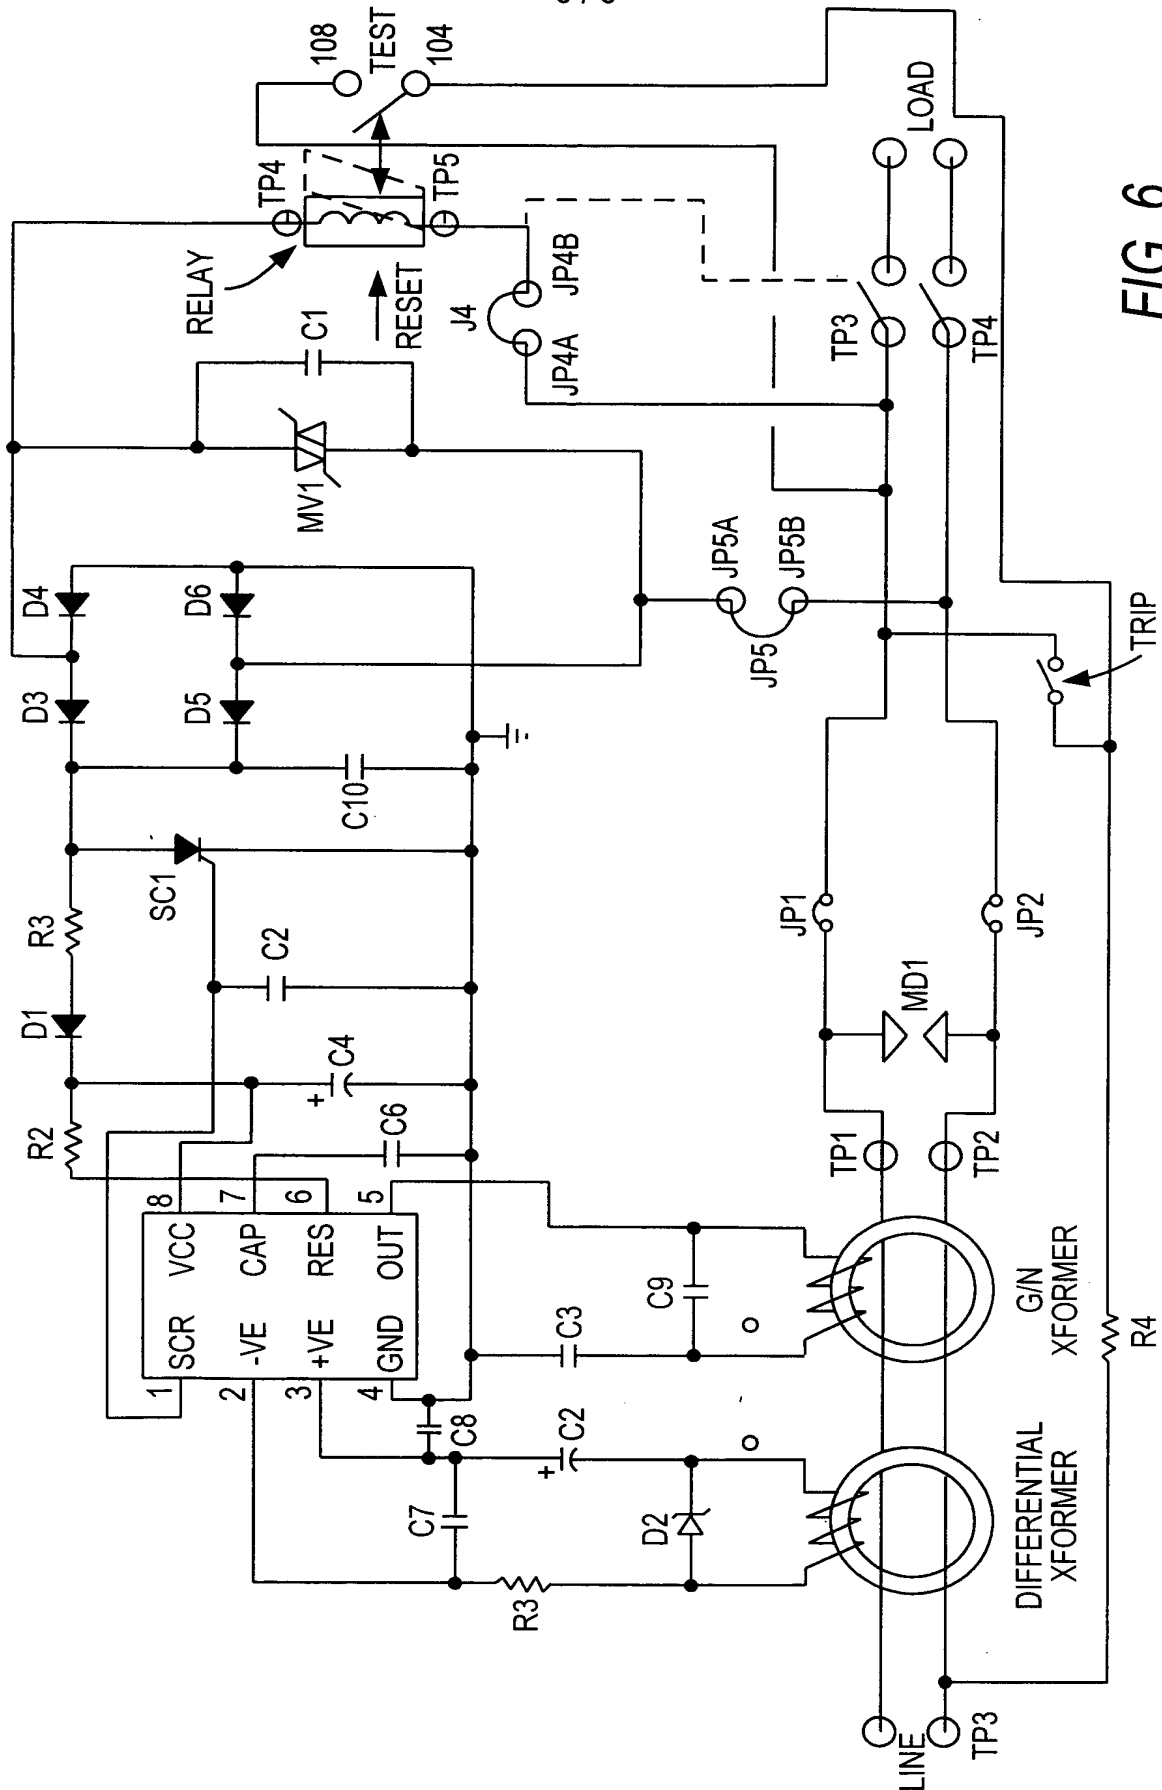 108
TEST
104
TP4
TP5
RELAY
RESET
C1
MV1
J4
JP4B
JP4A
LOAD
TP3
TP4
D4
D6
D3
D5
JP5A
JP5B
JP5
TRIP
C10
SC1
R3
C2
D1
C4
+
R2
JP1
JP2
MD1
C6
8 VCC
7 CAP
6 RES
5 OUT
1 SCR
2 -VE
3 +VE
4 GND
TP1
TP2
C9
C3
C8
C7
C2
+
D2
R3
G/N
XFORMER
DIFFERENTIAL
XFORMER
R4
LINE
TP3
FIG. 6